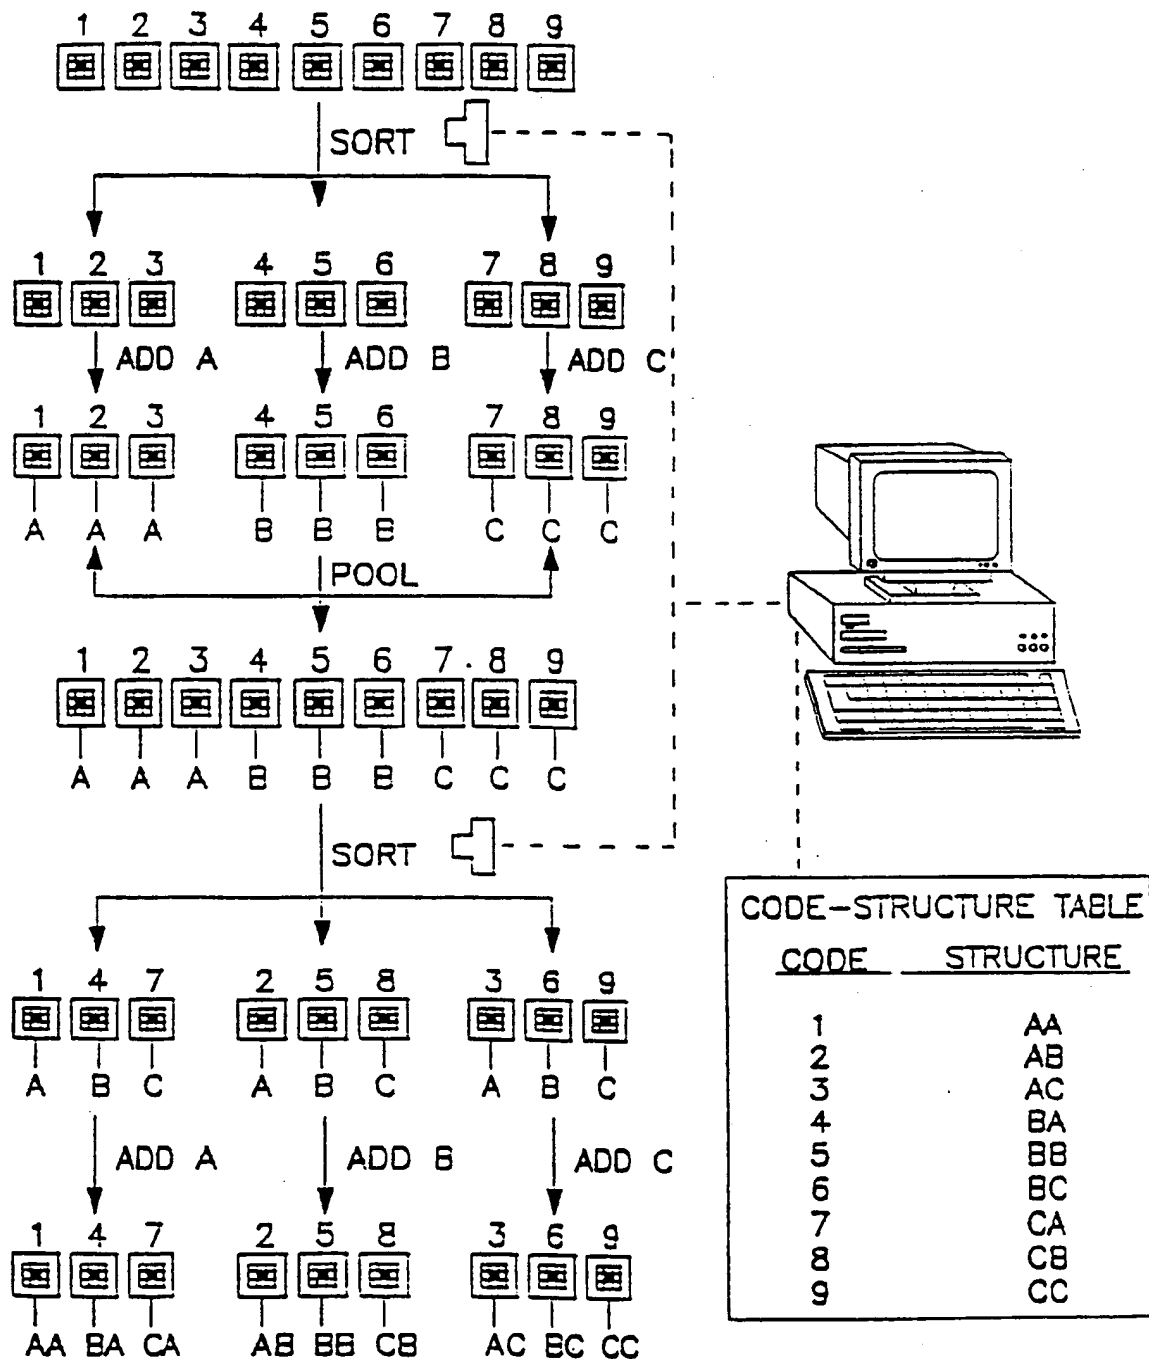 1 2 3 4 5 6 7 8 9
SORT
1 2 3 4 5 6 7 8 9
ADD A ADD B ADD C
1 2 3 4 5 6 7 8 9
A A A B B B C C C
POOL
1 2 3 4 5 6 7 8 9
A A A B B B C C C
SORT
1 4 7 2 5 8 3 6 9
A B C A B C A B C
ADD A ADD B ADD C
1 4 7 2 5 8 3 6 9
AA BA CA AB BB CB AC BC CC
CODE-STRUCTURE TABLE
CODE STRUCTURE
1 AA
2 AB
3 AC
4 BA
5 BB
6 BC
7 CA
8 CB
9 CC